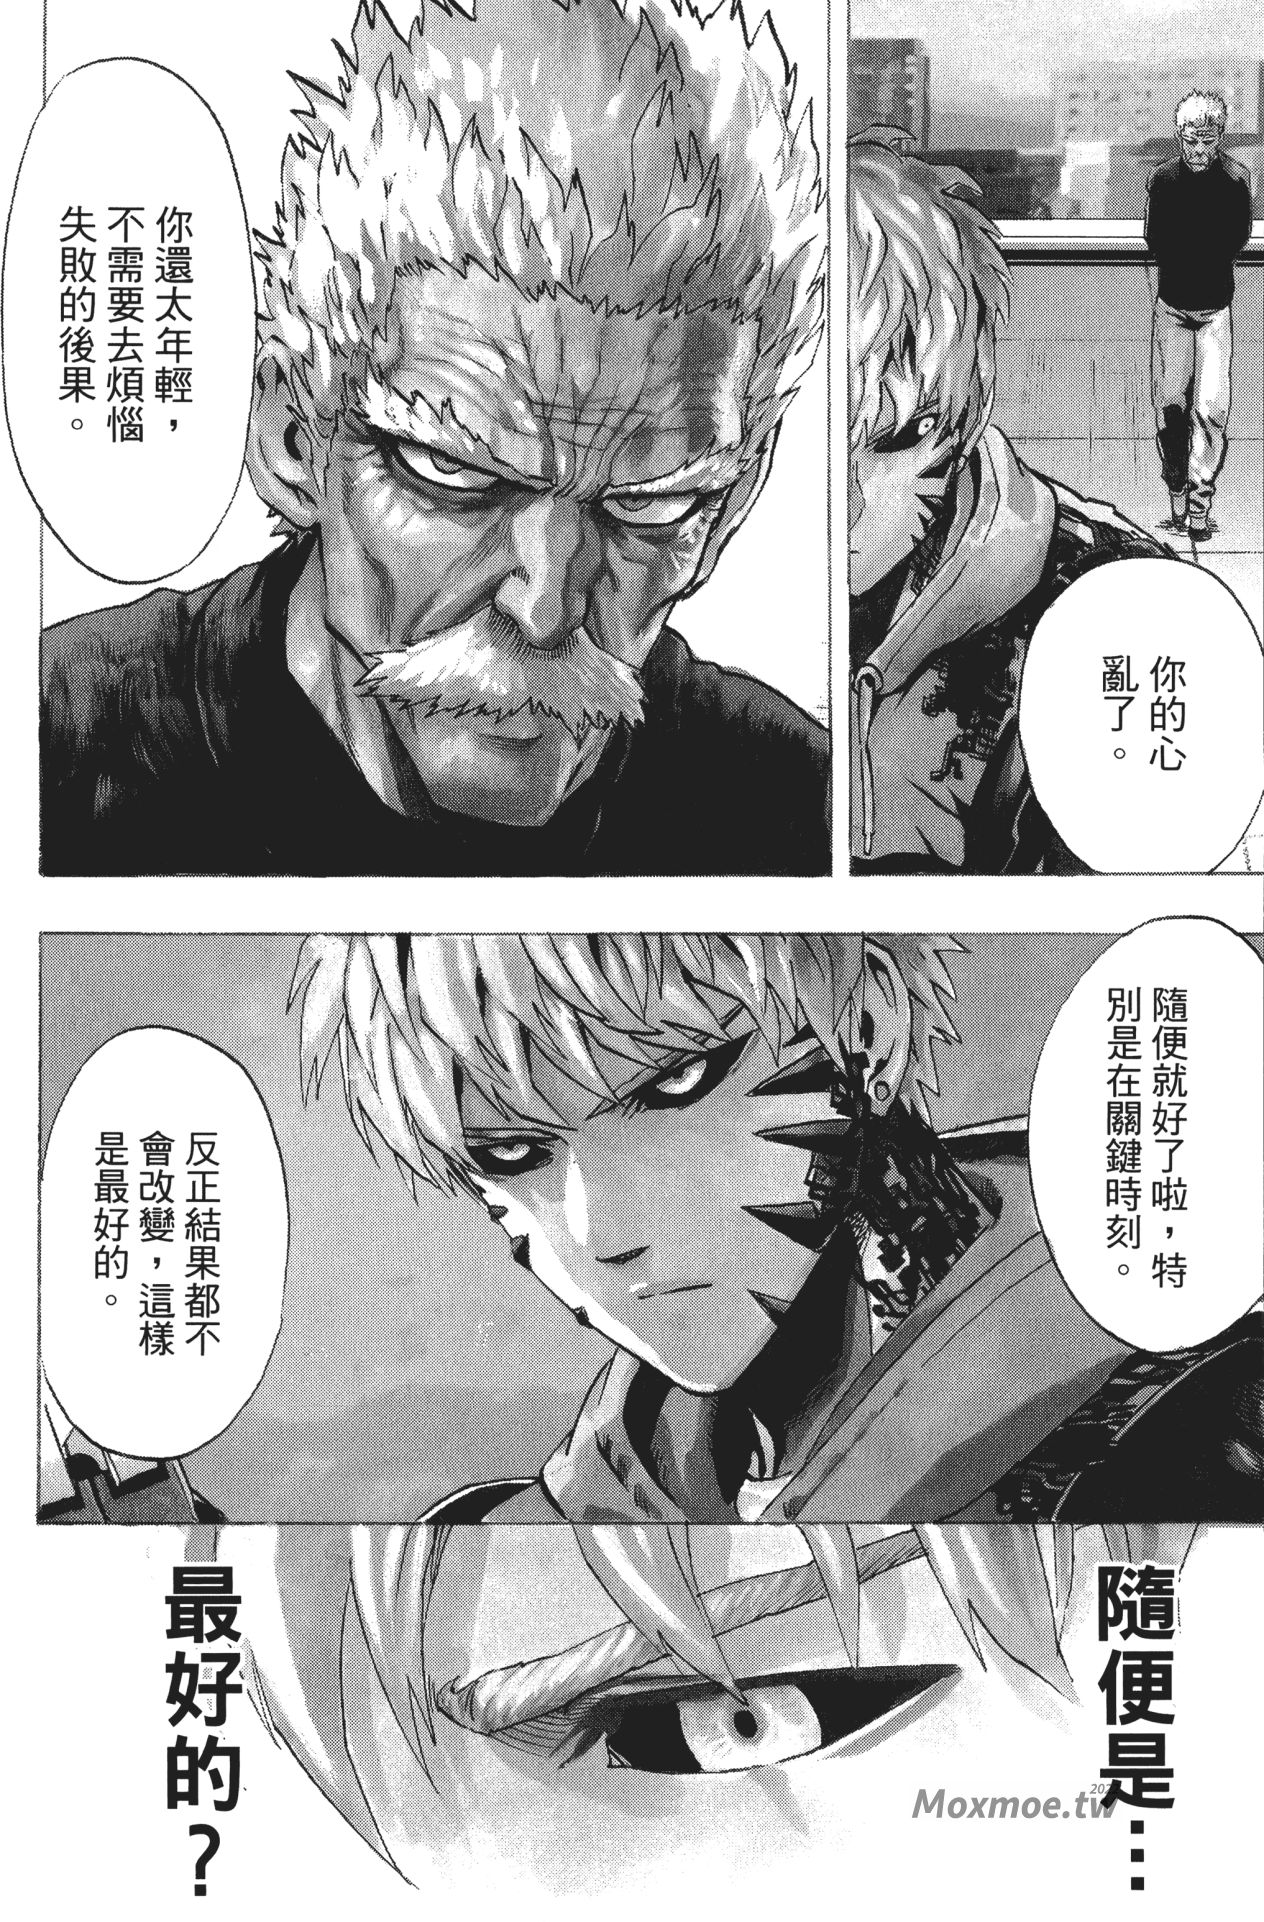 你的心
亂了。
你還太年輕，
不需要去煩惱
失敗的後果。
隨便就好了啦，特
別是在關鍵時刻。
反正結果都不
會改變，這樣
是最好的。
隨便是…
最好的？
Moxmoe.tw